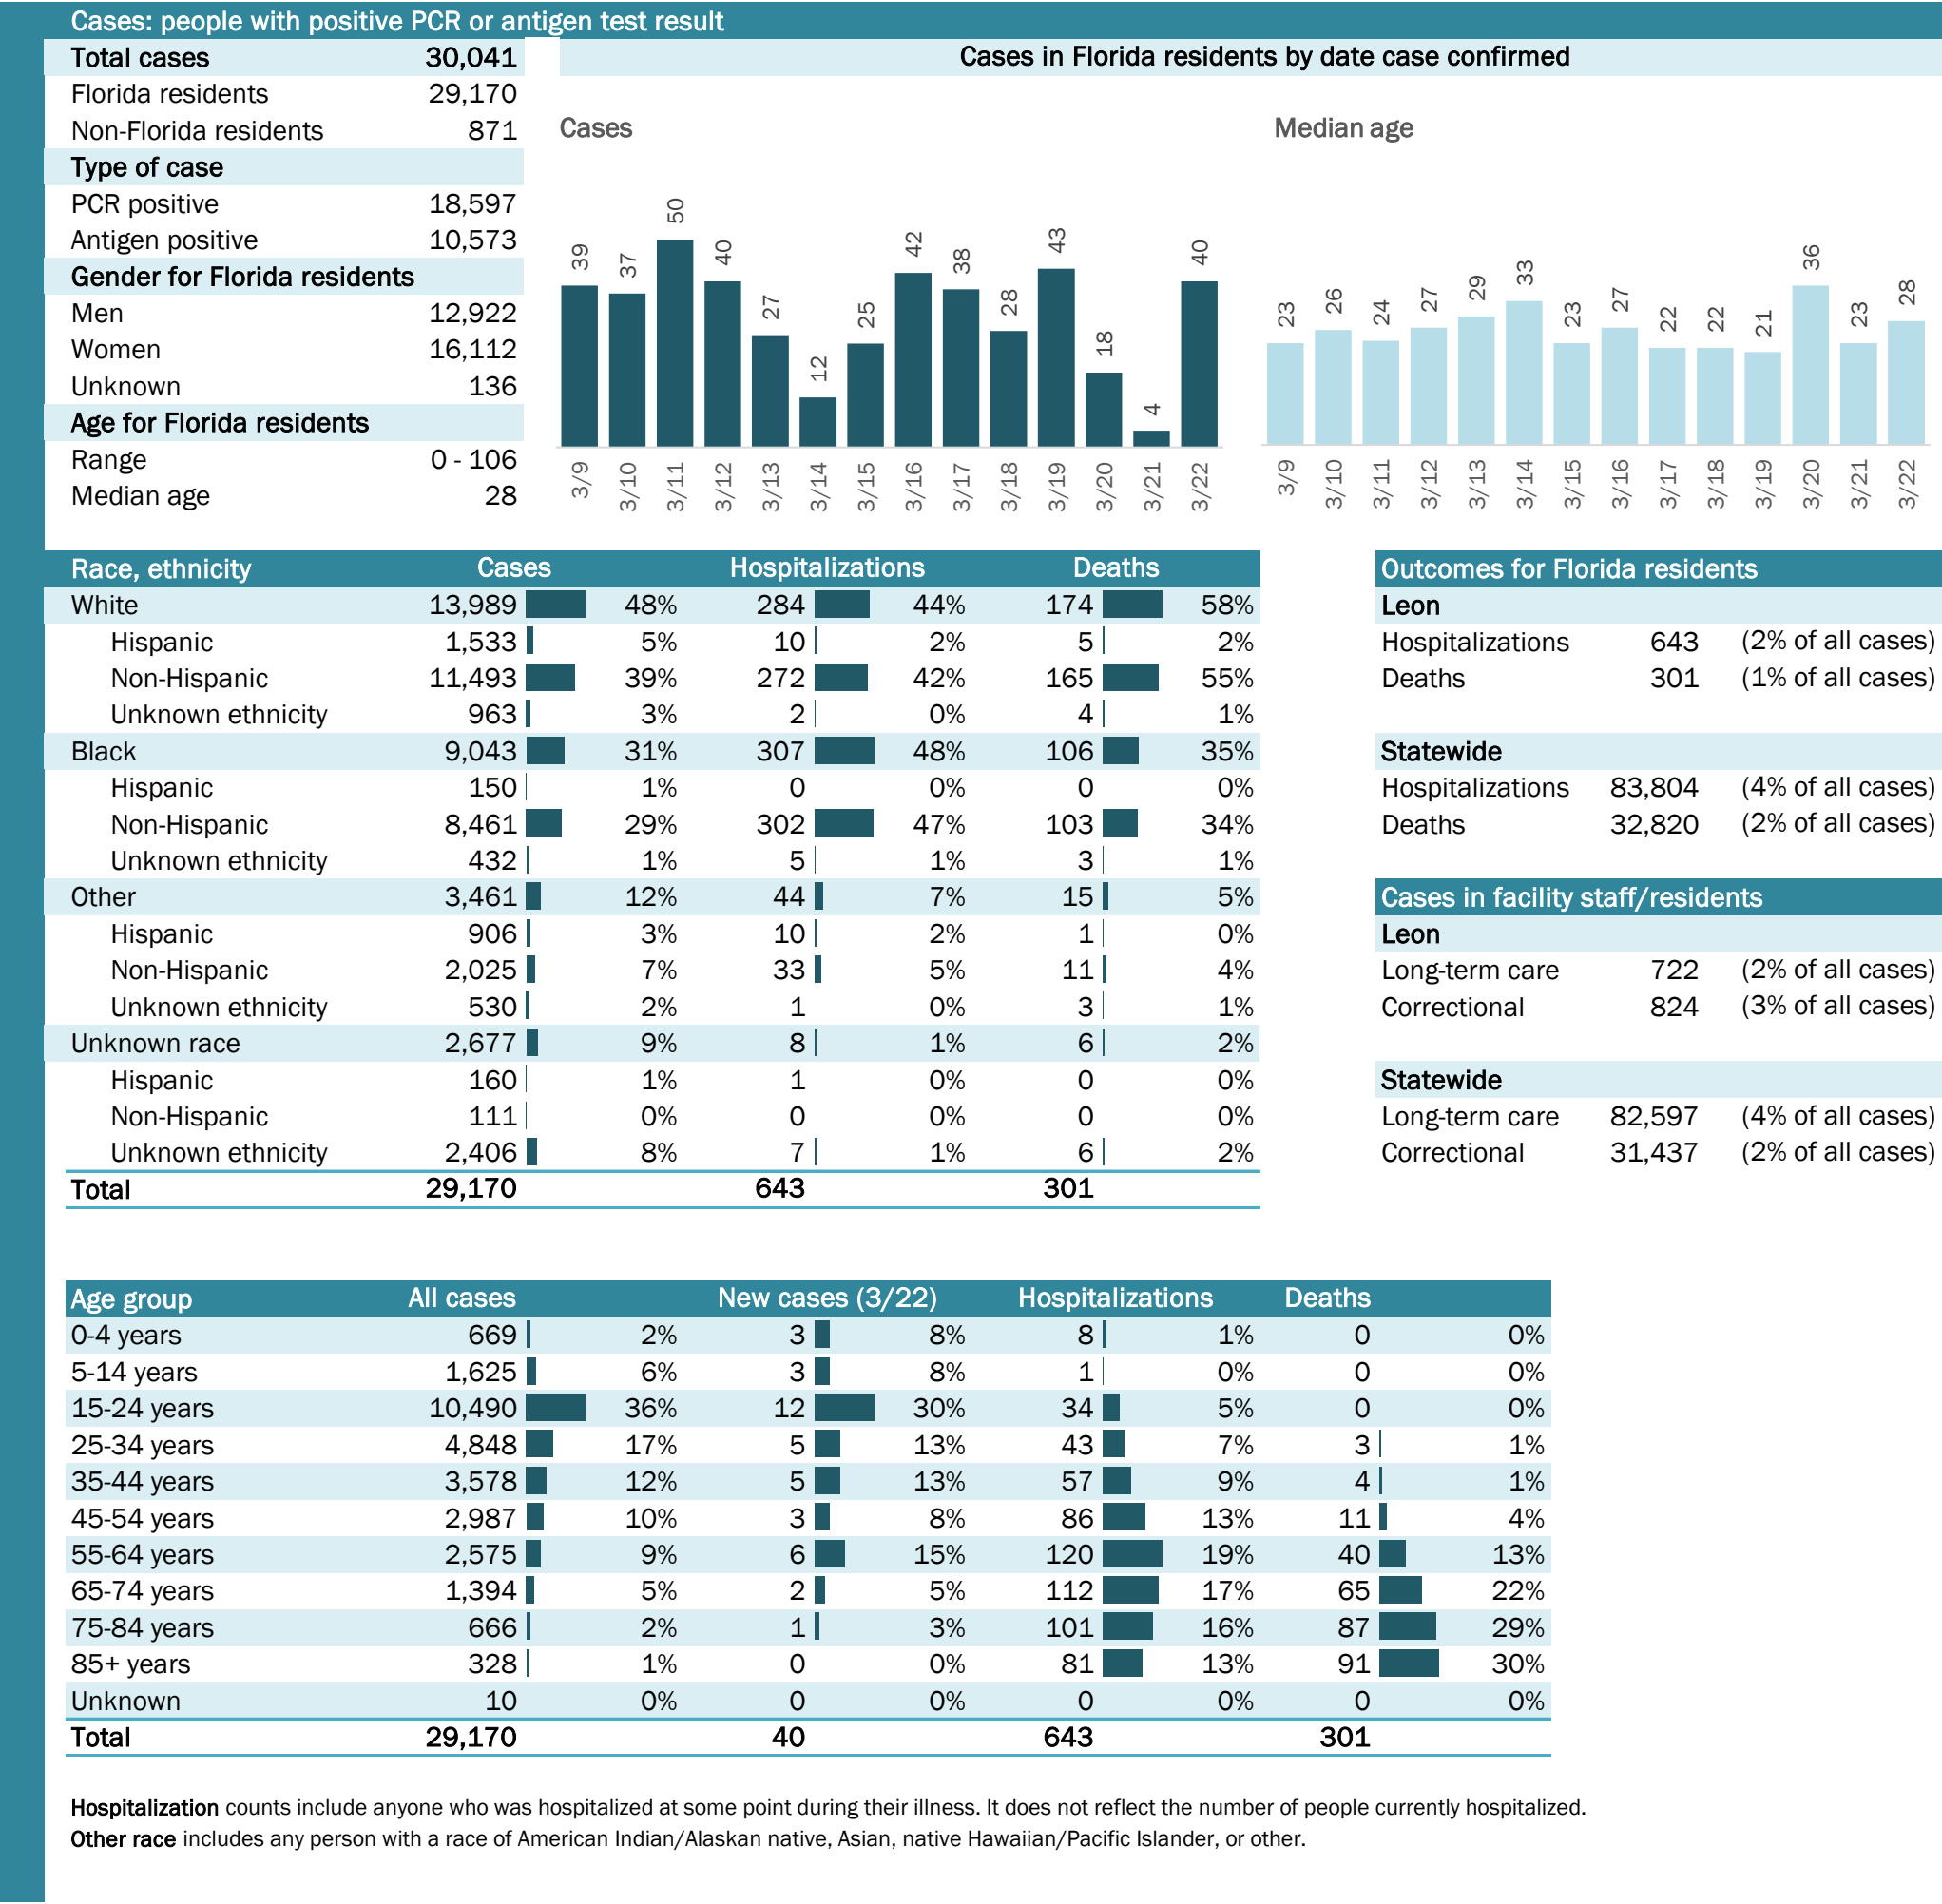 Cases: people with positive PCR or antigen test result
Total cases 30,041
Florida residents 29,170
Non-Florida residents 871
Type of case
PCR positive 18,597
Antigen positive 10,573
Gender for Florida residents
Men 12,922
Women 16,112
Unknown 136
Age for Florida residents
Range 0 - 106
Median age 28
Cases in Florida residents by date case confirmed
Cases
39 37 50 40 27 12 25 42 38 28 43 18 4 40
3/9 3/10 3/11 3/12 3/13 3/14 3/15 3/16 3/17 3/18 3/19 3/20 3/21 3/22
Median age
23 26 24 27 29 33 23 27 22 22 21 36 23 28
3/9 3/10 3/11 3/12 3/13 3/14 3/15 3/16 3/17 3/18 3/19 3/20 3/21 3/22
Race, ethnicity Cases Hospitalizations Deaths
White 13,989 48% 284 44% 174 58%
Hispanic 1,533 5% 10 2% 5 2%
Non-Hispanic 11,493 39% 272 42% 165 55%
Unknown ethnicity 963 3% 2 0% 4 1%
Black 9,043 31% 307 48% 106 35%
Hispanic 150 1% 0 0% 0 0%
Non-Hispanic 8,461 29% 302 47% 103 34%
Unknown ethnicity 432 1% 5 1% 3 1%
Other 3,461 12% 44 7% 15 5%
Hispanic 906 3% 10 2% 1 0%
Non-Hispanic 2,025 7% 33 5% 11 4%
Unknown ethnicity 530 2% 1 0% 3 1%
Unknown race 2,677 9% 8 1% 6 2%
Hispanic 160 1% 1 0% 0 0%
Non-Hispanic 111 0% 0 0% 0 0%
Unknown ethnicity 2,406 8% 7 1% 6 2%
Total 29,170 643 301
Outcomes for Florida residents
Leon
Hospitalizations 643 (2% of all cases)
Deaths 301 (1% of all cases)
Statewide
Hospitalizations 83,804 (4% of all cases)
Deaths 32,820 (2% of all cases)
Cases in facility staff/residents
Leon
Long-term care 722 (2% of all cases)
Correctional 824 (3% of all cases)
Statewide
Long-term care 82,597 (4% of all cases)
Correctional 31,437 (2% of all cases)
Age group All cases New cases (3/22) Hospitalizations Deaths
0-4 years 669 2% 3 8% 8 1% 0 0%
5-14 years 1,625 6% 3 8% 1 0% 0 0%
15-24 years 10,490 36% 12 30% 34 5% 0 0%
25-34 years 4,848 17% 5 13% 43 7% 3 1%
35-44 years 3,578 12% 5 13% 57 9% 4 1%
45-54 years 2,987 10% 3 8% 86 13% 11 4%
55-64 years 2,575 9% 6 15% 120 19% 40 13%
65-74 years 1,394 5% 2 5% 112 17% 65 22%
75-84 years 666 2% 1 3% 101 16% 87 29%
85+ years 328 1% 0 0% 81 13% 91 30%
Unknown 10 0% 0 0% 0 0% 0 0%
Total 29,170 40 643 301
Hospitalization counts include anyone who was hospitalized at some point during their illness. It does not reflect the number of people currently hospitalized.
Other race includes any person with a race of American Indian/Alaskan native, Asian, native Hawaiian/Pacific Islander, or other.